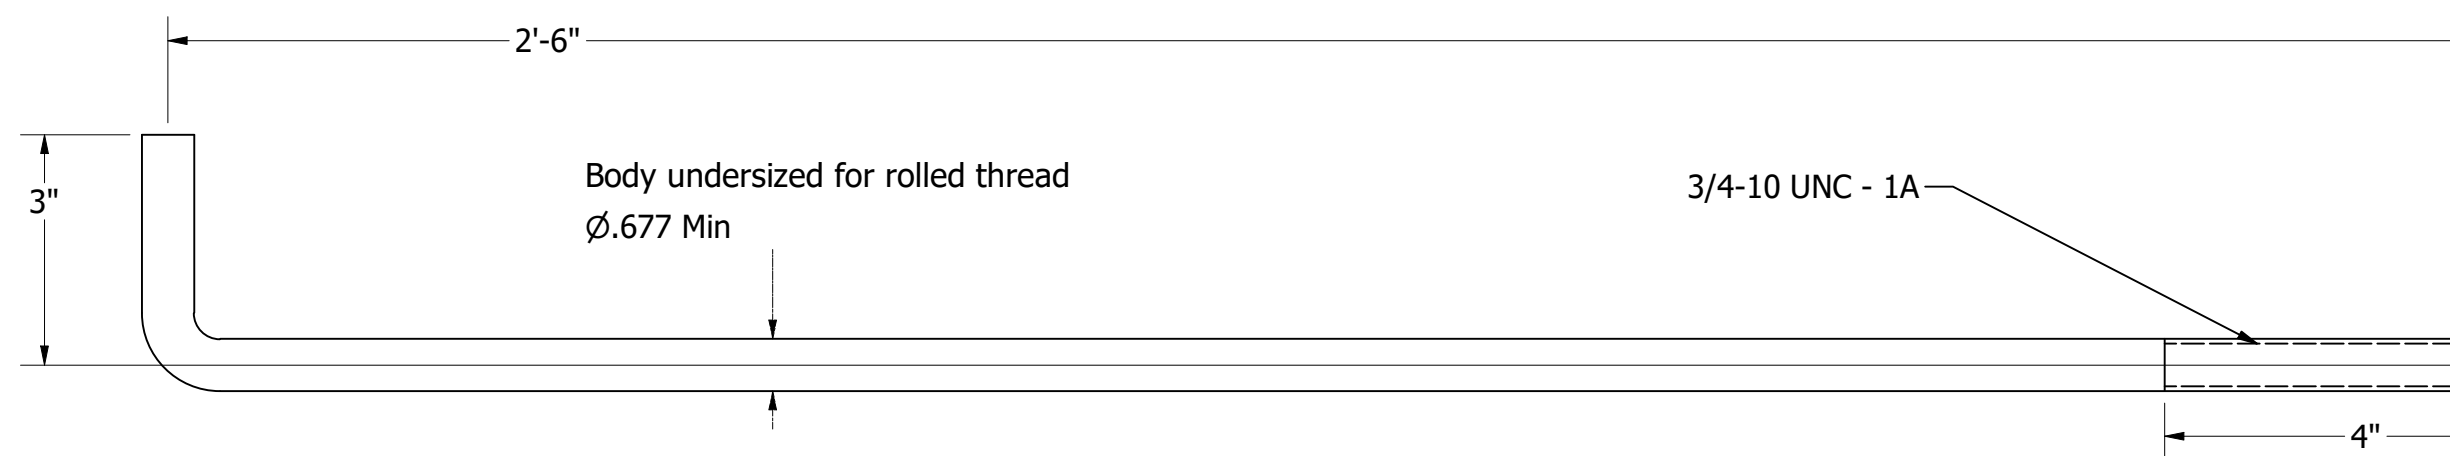 2'-6"
3"
Body undersized for rolled thread
Ø.677 Min
3/4-10 UNC - 1A
4"